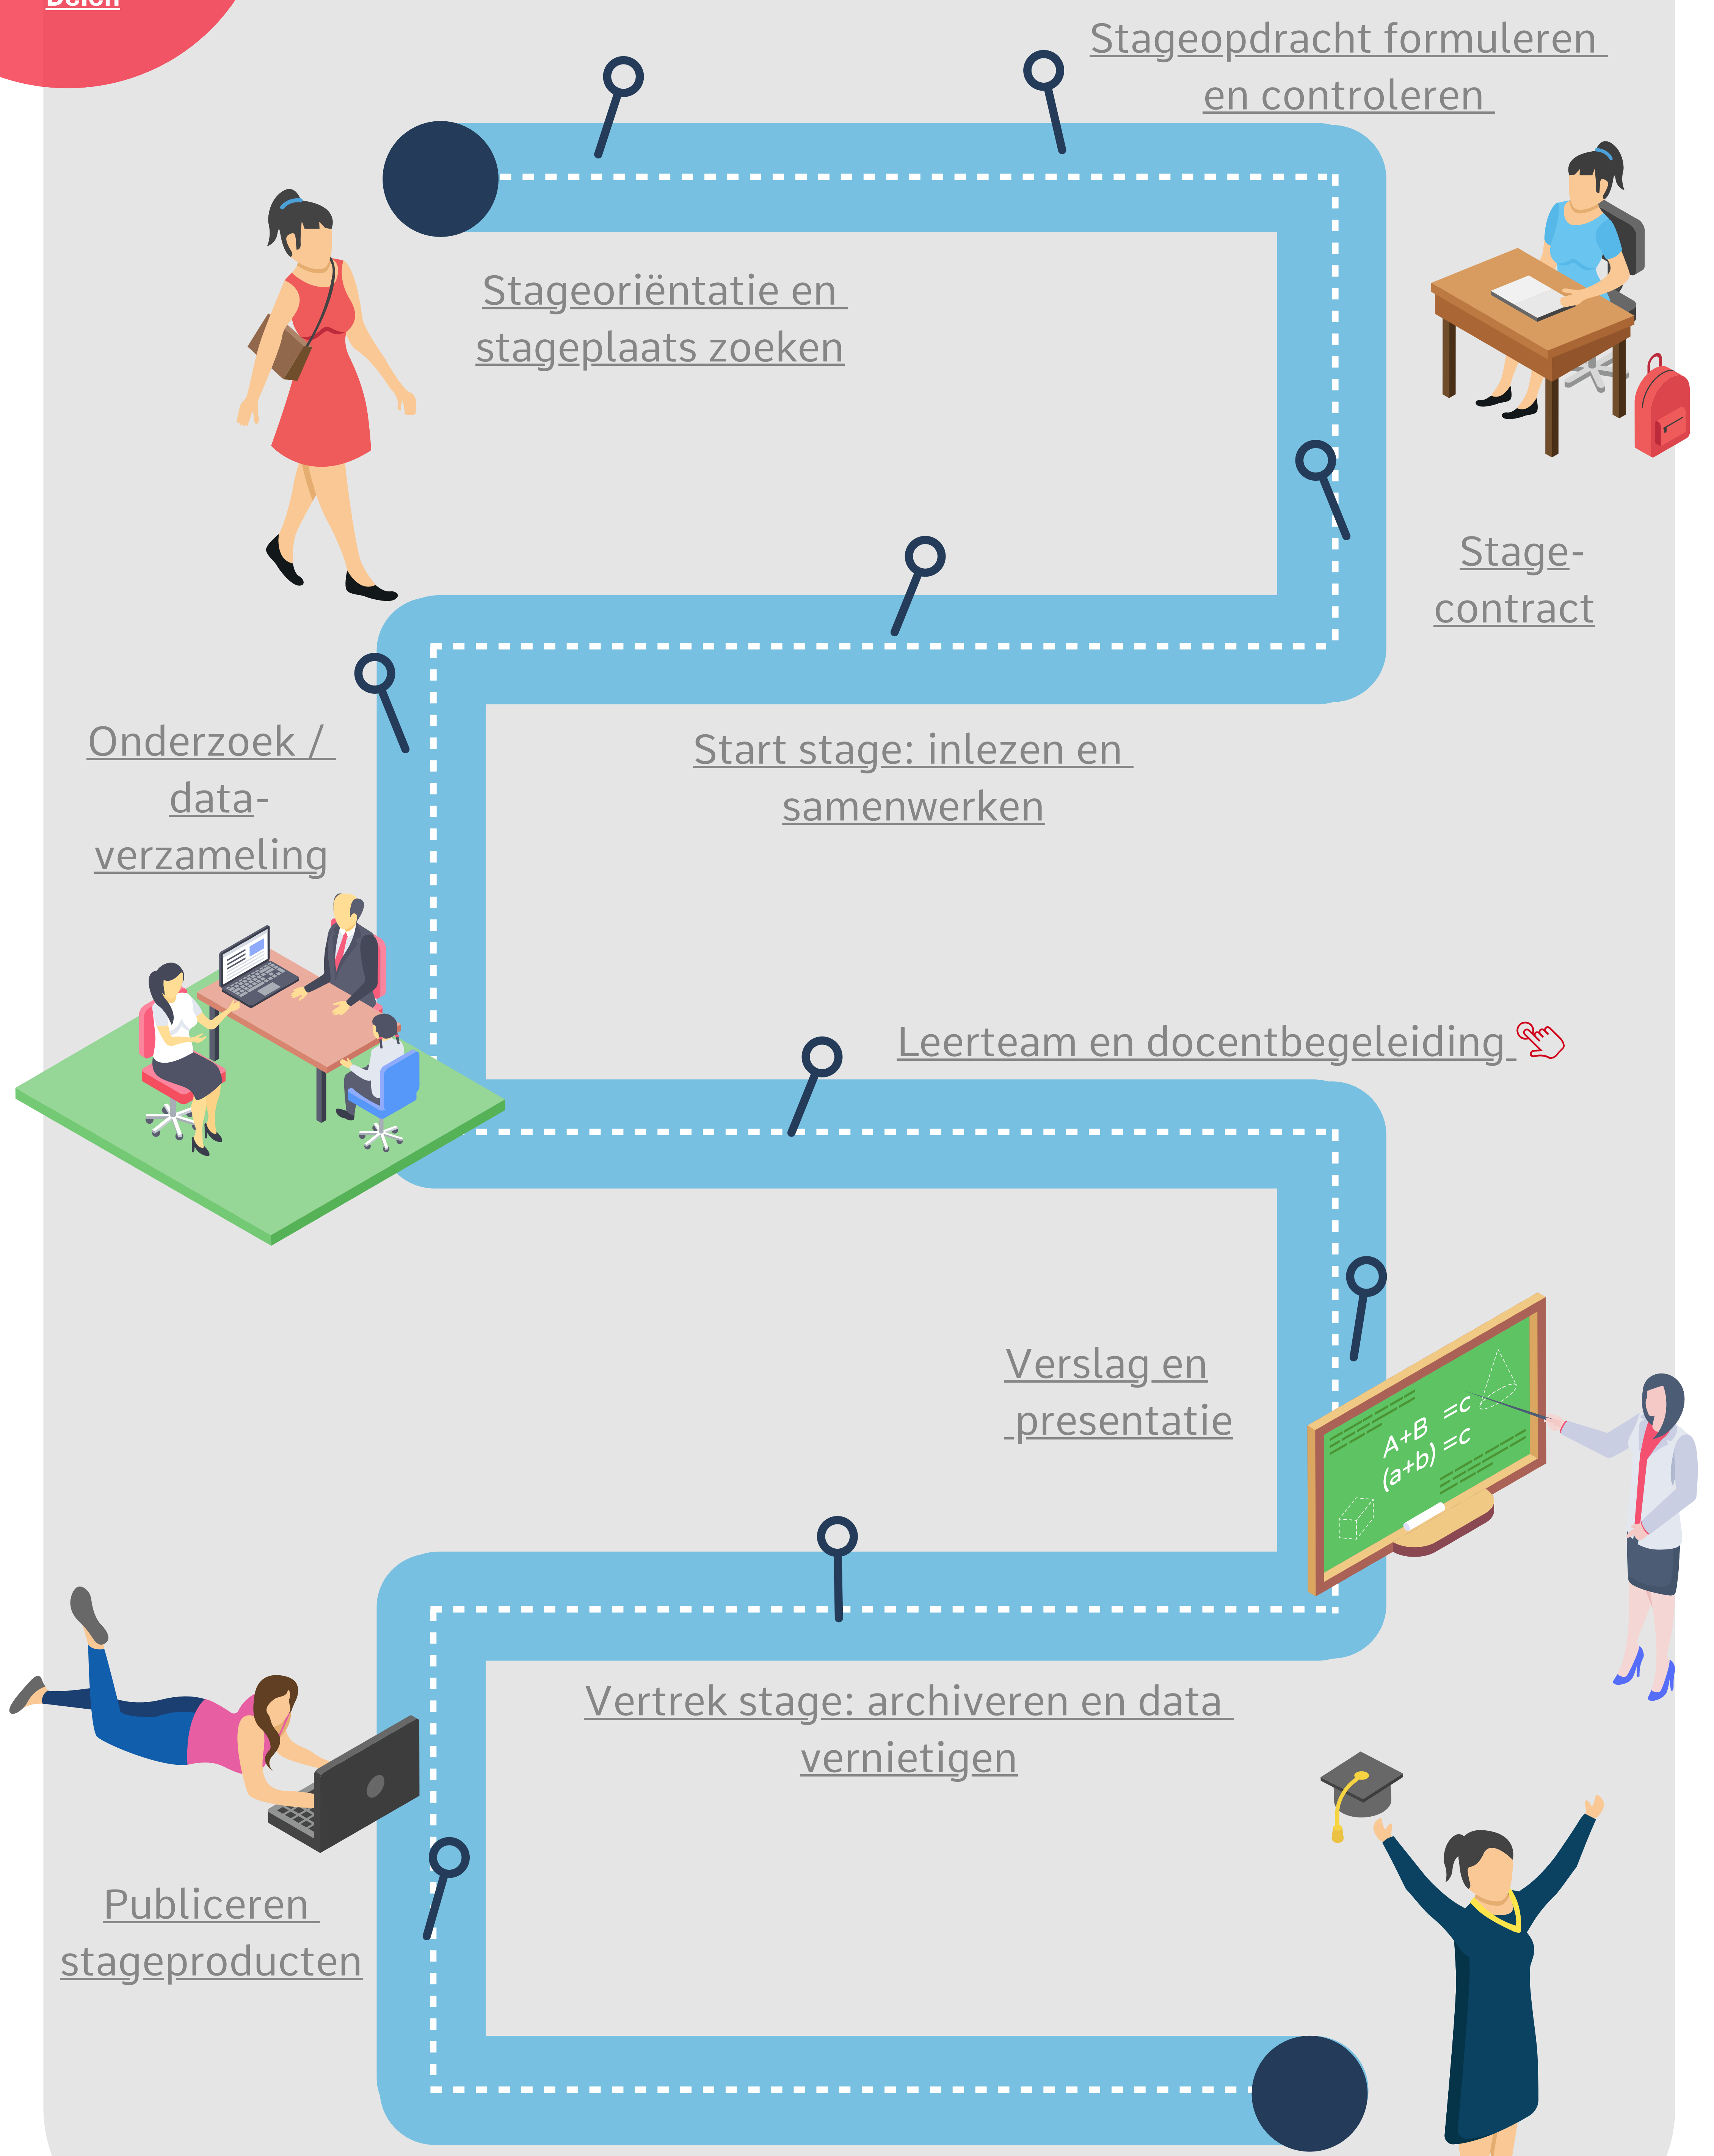 Stageopdracht formuleren
en controleren
Stageoriëntatie en
stageplaats zoeken
Stage-
contract
Start stage: inlezen en
samenwerken
Onderzoek /
data-
verzameling
Leerteam en docentbegeleiding
Verslag en
presentatie
A+B =c
(a+b) =c
Vertrek stage: archiveren en data
vernietigen
Publiceren
stageproducten